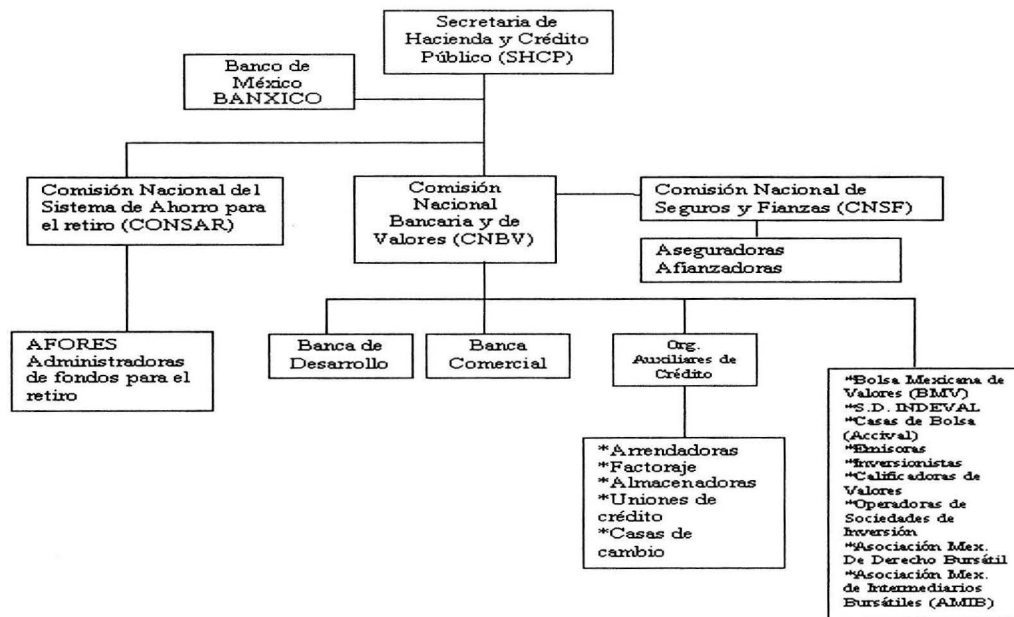 Secretaria de
Hacienda y Crédito
Público (SHCP)
Banco de
México
BANXICO
Comisión Nacional del
Sistema de Ahorro para
el retiro (CONSAR)
Comisión
Nacional
Bancaria y de
Valores (CNBV)
Comisión Nacional de
Seguros y Fianzas (CNSF)
Aseguradoras
Afianzadoras
AFORES
Administradoras
de fondos para el
retiro
Banca de
Desarrollo
Banca
Comercial
Org.
Auxiliares de
Crédito
*Arrendadoras
*Factoraje
*Almacenadoras
*Uniones de
crédito
*Casas de
cambio
*Bolsa Mexicana de
Valores (BMV)
*S.D. INDEVAL
*Casas de Bolsa
(Accival)
*Emisoras
*Inversionistas
*Calificadoras de
Valores
*Operadoras de
Sociedades de
Inversión
*Asociación Mex.
De Derecho Bursátil
*Asociación Mex.
de Intermediarios
Bursátiles (AMIB)